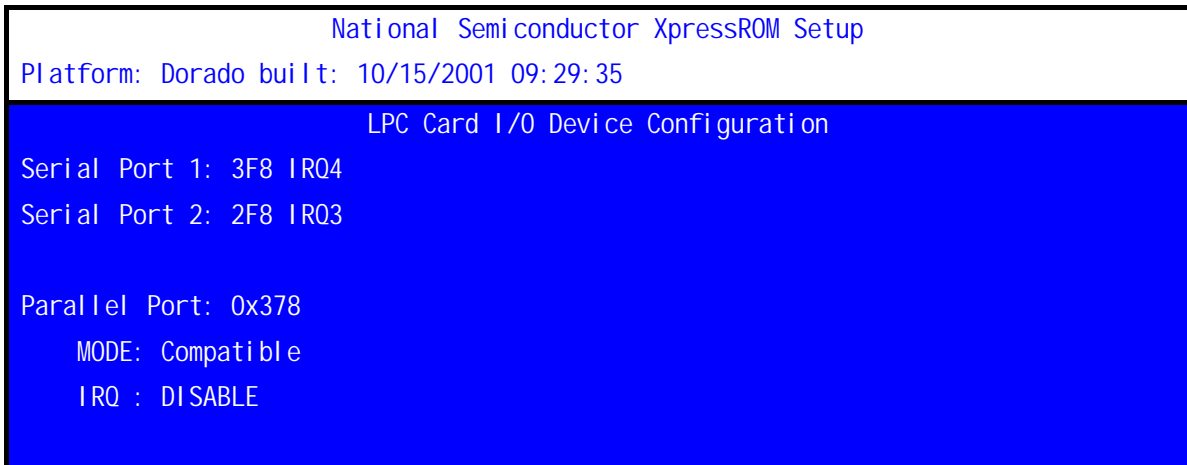 National Semiconductor XpressROM Setup
Platform: Dorado built: 10/15/2001 09:29:35
LPC Card I/O Device Configuration
Serial Port 1: 3F8 IRQ4
Serial Port 2: 2F8 IRQ3
Parallel Port: 0x378
MODE: Compatible
IRQ : DISABLE